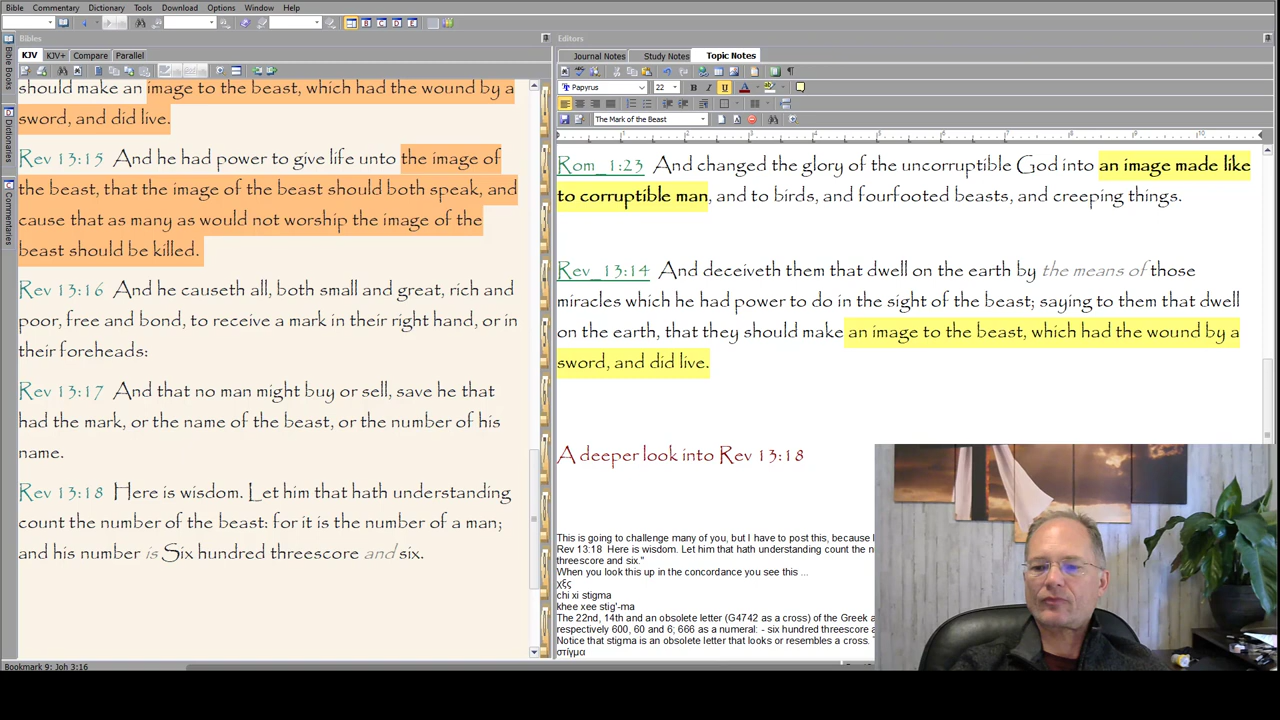 Bible Commentary Dictionary Tools Download Options Window Help
Bibles
KJV KJV+ Compare Parallel
Bible Books
Dictionaries
Commentaries
should make an image to the beast, which had the wound by a
sword, and did live.
Rev 13:15 And he had power to give life unto the image of
the beast, that the image of the beast should both speak, and
cause that as many as would not worship the image of the
beast should be killed.
Rev 13:16 And he causeth all, both small and great, rich and
poor, free and bond, to receive a mark in their right hand, or in
their foreheads:
Rev 13:17 And that no man might buy or sell, save he that
had the mark, or the name of the beast, or the number of his
name.
Rev 13:18 Here is wisdom. Let him that hath understanding
count the number of the beast: for it is the number of a man;
and his number is Six hundred threescore and six.
Bookmark 9: Joh 3:16
Editors
Journal Notes Study Notes Topic Notes
Papyrus 22 B I U A
The Mark of the Beast
1 2 3 4 5 6 7 8 9 10
Rom_1:23 And changed the glory of the uncorruptible God into an image made like
to corruptible man, and to birds, and fourfooted beasts, and creeping things.
Rev_13:14 And deceiveth them that dwell on the earth by the means of those
miracles which he had power to do in the sight of the beast; saying to them that dwell
on the earth, that they should make an image to the beast, which had the wound by a
sword, and did live.
A deeper look into Rev 13:18
This is going to challenge many of you, but I have to post this, because
Rev 13:18 Here is wisdom. Let him that hath understanding count the
threescore and six."
When you look this up in the concordance you see this ...
χξς
chi xi stigma
khee xee stig'-ma
The 22nd, 14th and an obsolete letter (G4742 as a cross) of the Greek
respectively 600, 60 and 6; 666 as a numeral: - six hundred threescore
Notice that stigma is an obsolete letter that looks or resembles a cross.
στίγμα